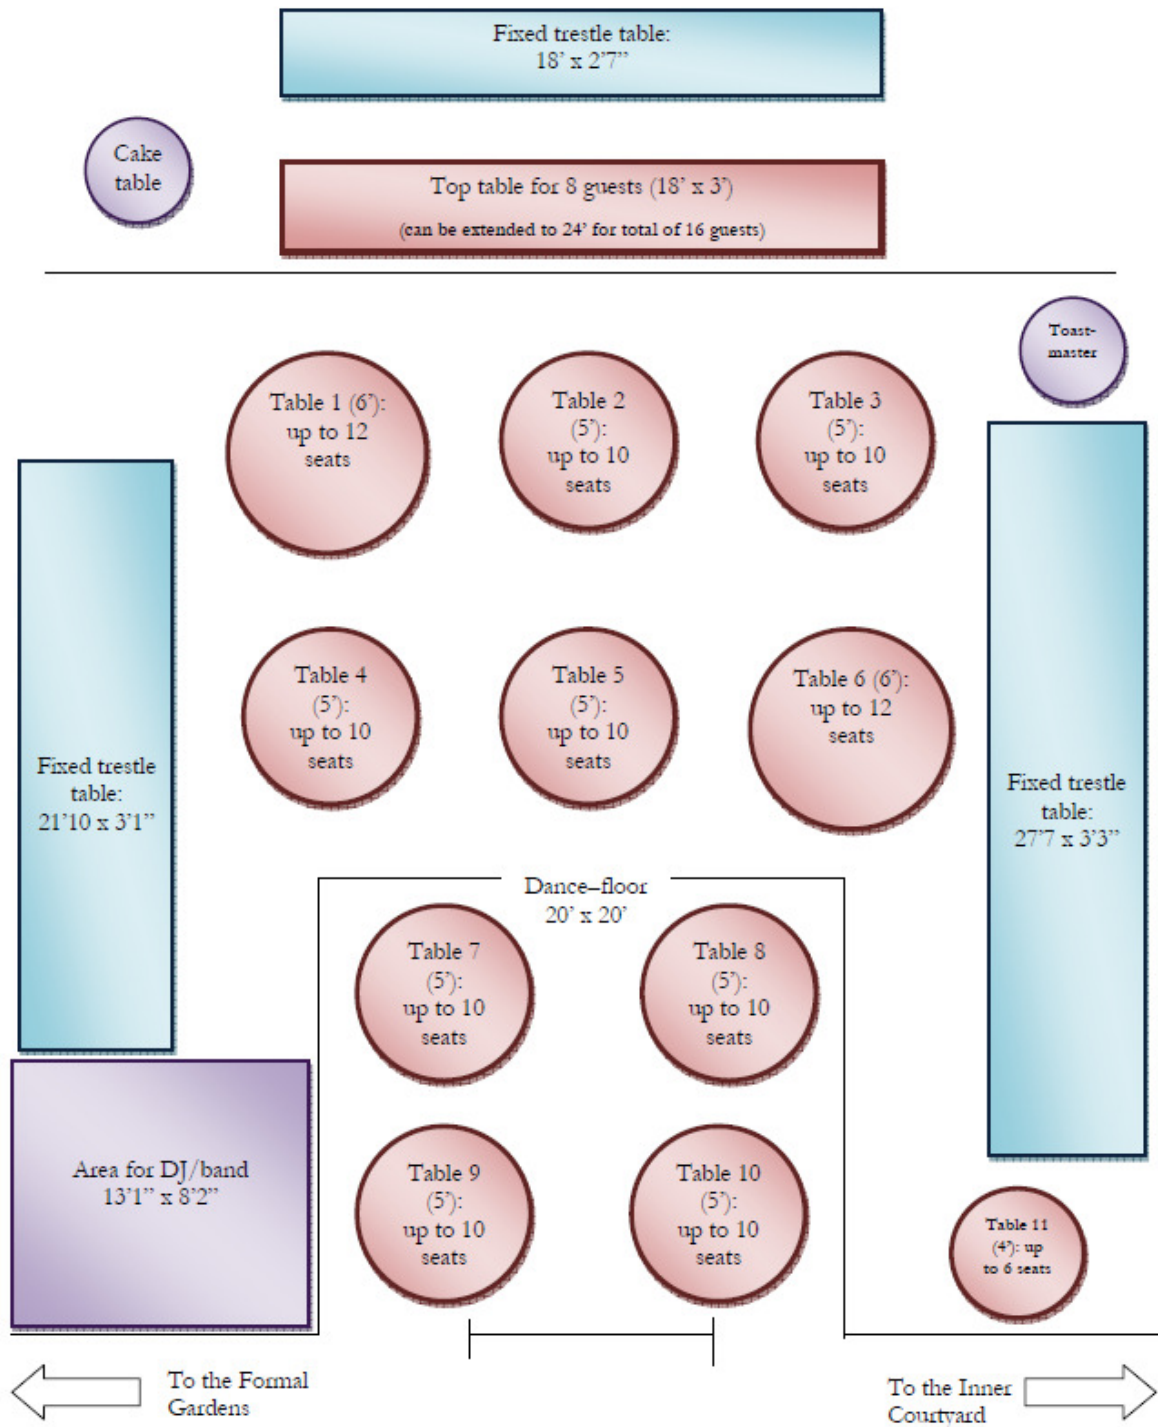 Fixed trestle table:
18’ x 2’7”
Cake
table
Top table for 8 guests (18’ x 3’)
(can be extended to 24’ for total of 16 guests)
Toast-
master
Table 1 (6’):
up to 12
seats
Table 2
(5’):
up to 10
seats
Table 3
(5’):
up to 10
seats
Table 4
(5’):
up to 10
seats
Table 5
(5’):
up to 10
seats
Table 6 (6’):
up to 12
seats
Fixed trestle
table:
21’10 x 3’1”
Fixed trestle
table:
27’7 x 3’3”
Dance–floor
20’ x 20’
Table 7
(5’):
up to 10
seats
Table 8
(5’):
up to 10
seats
Area for DJ/band
13’1” x 8’2”
Table 9
(5’):
up to 10
seats
Table 10
(5’):
up to 10
seats
Table 11
(4’): up
to 6 seats
To the Formal
Gardens
To the Inner
Courtyard